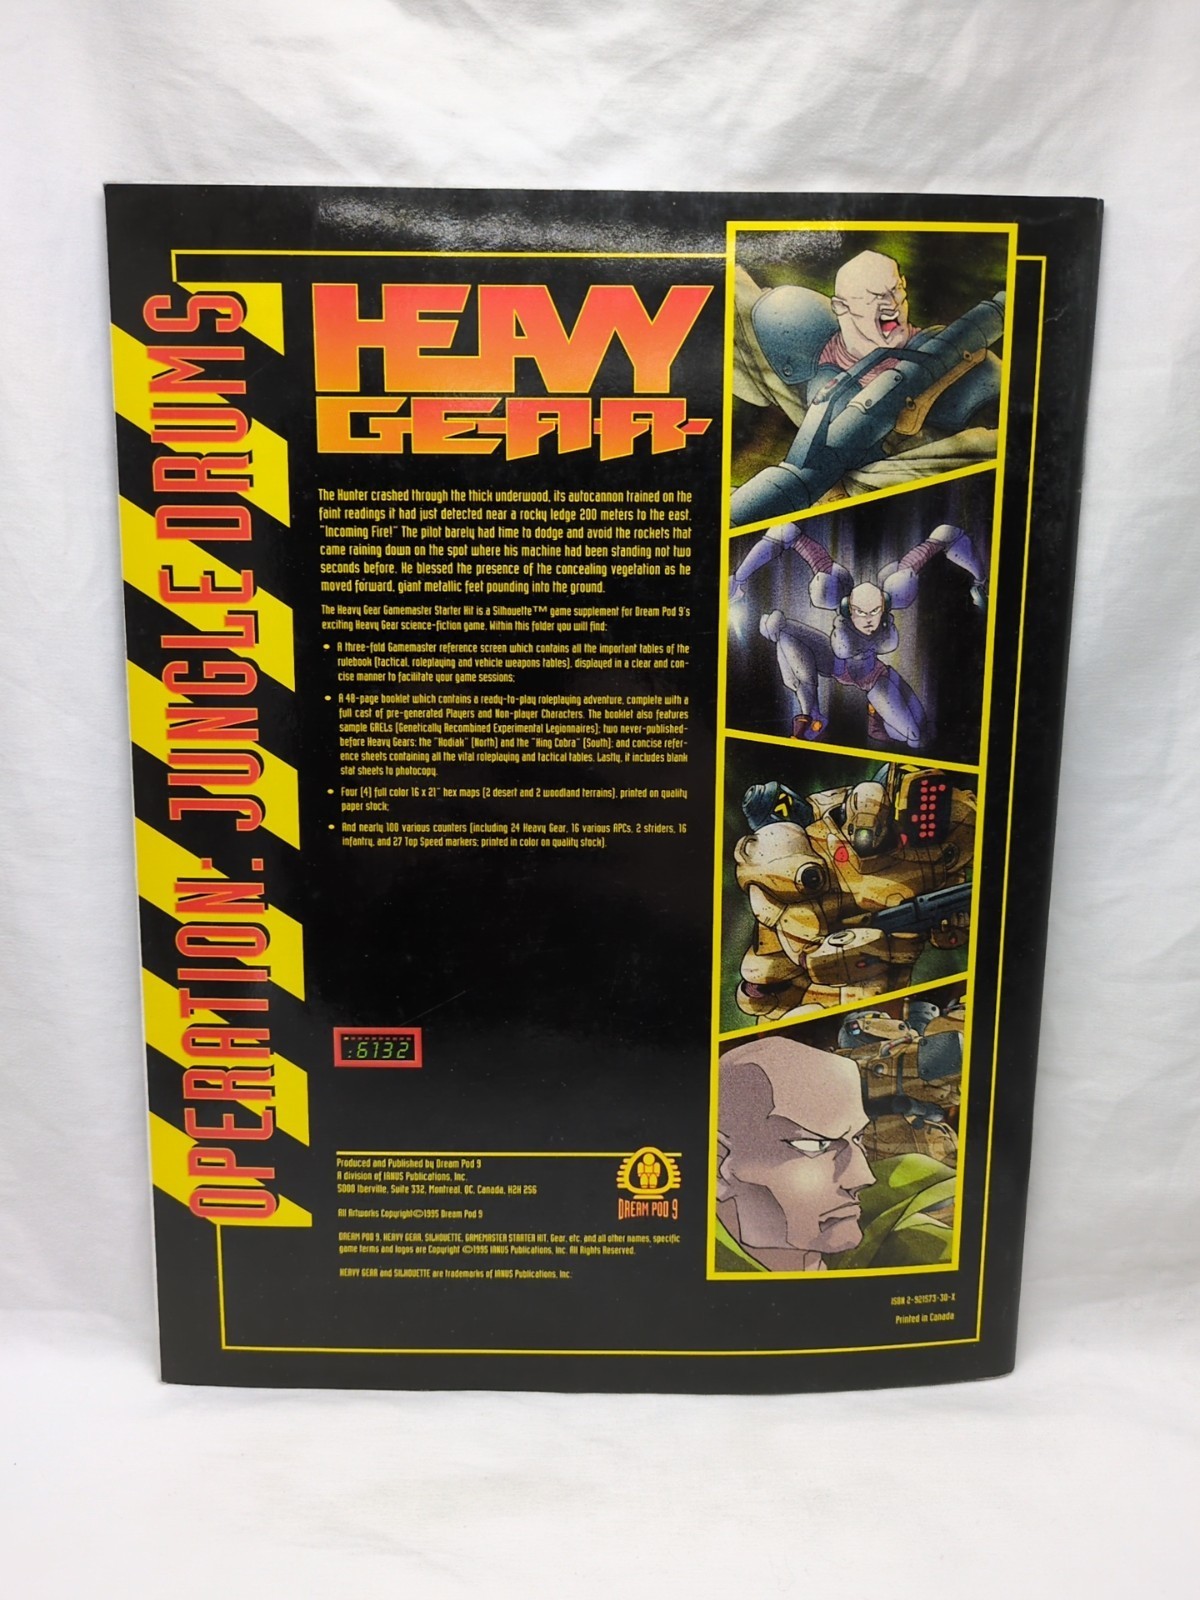 OPERATION: JUNGLE DRUMS
HEAVY
GEAR
The Hunter crashed through the thick underwood, its autocannon trained on the
faint readings it had just detected near a rocky ledge 200 meters to the east.
"Incoming Fire!" The pilot barely had time to dodge and avoid the rockets that
came raining down on the spot where his machine had been standing not two
seconds before. He blessed the presence of the concealing vegetation as he
moved forward, giant metallic feet pounding into the ground.
The Heavy Gear Gamemaster Starter Kit is a Silhouette™ game supplement for Dream Pod 9's
exciting Heavy Gear science-fiction game. Within this folder you will find:
• A three-fold Gamemaster reference screen which contains all the important tables of the
rulebook (tactical, roleplaying and vehicle weapons tables), displayed in a clear and con-
cise manner to facilitate your game sessions;
• A 48-page booklet which contains a ready-to-play roleplaying adventure, complete with a
full cast of pre-generated Players and Non-player Characters. The booklet also features
sample GRELs (Genetically Recombined Experimental Legionnaires); two never-published-
before Heavy Gears: the "Kodiak" (North) and the "King Cobra" (South); and concise refer-
ence sheets containing all the vital roleplaying and tactical tables. Lastly, it includes blank
stat sheets to photocopy.
• Four (4) full color 16 x 21" hex maps (2 desert and 2 woodland terrains), printed on quality
paper stock;
• And nearly 100 various counters (including 24 Heavy Gear, 16 various APCs, 2 striders, 16
infantry, and 27 Top Speed markers; printed in color on quality stock).
:6732
Produced and Published by Dream Pod 9
A division of IANUS Publications, Inc.
5000 Iberville, Suite 332, Montreal, QC, Canada, H2H 2S6
All Artworks Copyright ©1995 Dream Pod 9
DREAM POD 9
DREAM POD 9, HEAVY GEAR, SILHOUETTE, GAMEMASTER STARTER KIT, Gear, etc. and all other names, specific
game terms and logos are Copyright ©1995 IANUS Publications, Inc. All Rights Reserved.
HEAVY GEAR and SILHOUETTE are trademarks of IANUS Publications, Inc.
ISBN 2-921573-30-X
Printed in Canada